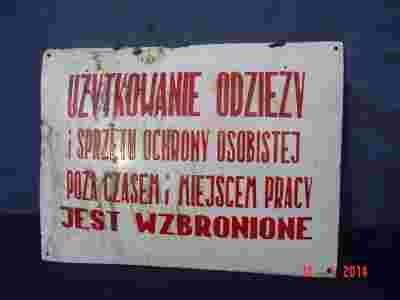 UŻYTKOWANIE ODZIEŻY
i SPRZĘTU OCHRONY OSOBISTEJ
POZA CZASEM i MIEJSCEM PRACY
JEST WZBRONIONE
2014